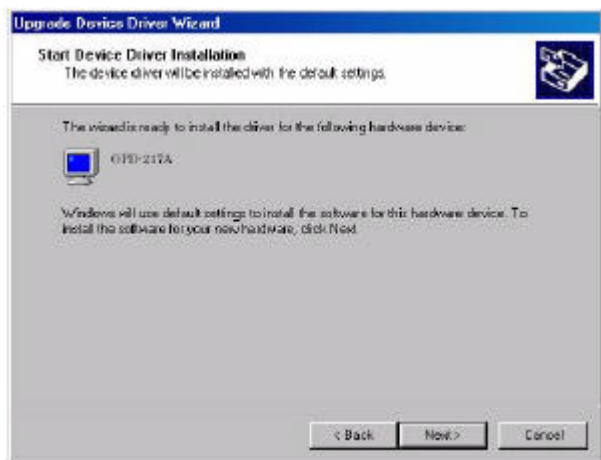 Upgrade Device Driver Wizard
Start Device Driver Installation
The device driver will be installed with the default settings.
The wizard is ready to install the driver for the following hardware device:
OPD-217A
Windows will use default settings to install the software for this hardware device. To
install the software for your new hardware, click Next.
< Back
Next >
Cancel